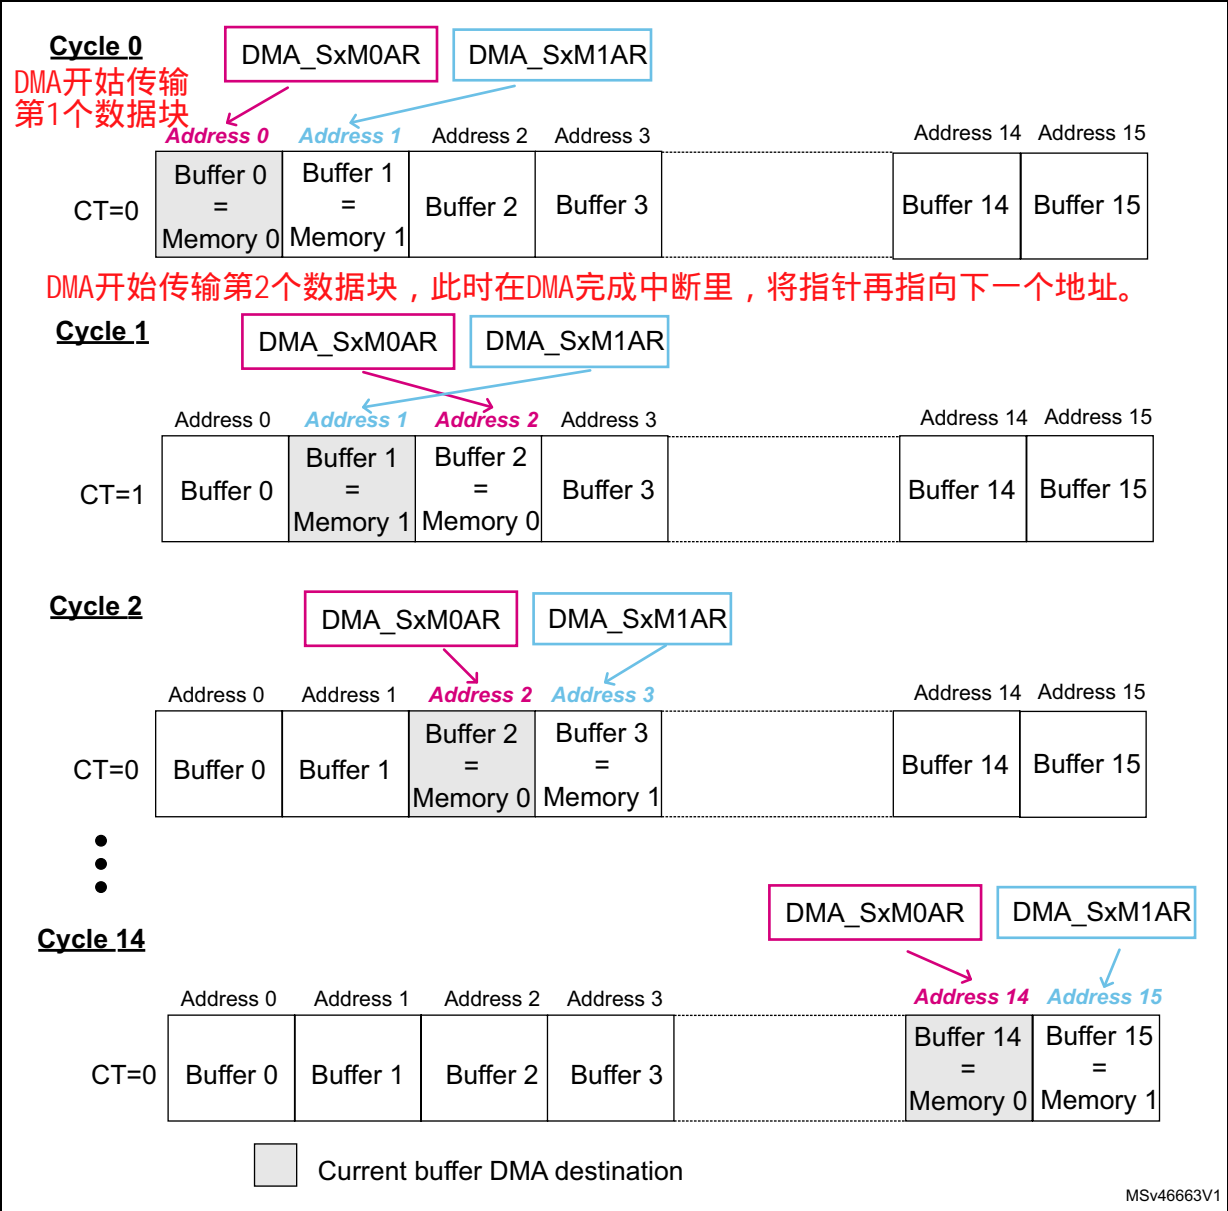 Cycle 0
DMA_SxM0AR
DMA_SxM1AR
DMA开始传输
第1个数据块
Address 0
Address 1
Address 2
Address 3
Address 14
Address 15
CT=0
Buffer 0
=
Memory 0
Buffer 1
=
Memory 1
Buffer 2
Buffer 3
Buffer 14
Buffer 15
DMA开始传输第2个数据块，此时在DMA完成中断里，将指针再指向下一个地址。
Cycle 1
DMA_SxM0AR
DMA_SxM1AR
Address 0
Address 1
Address 2
Address 3
Address 14
Address 15
CT=1
Buffer 0
Buffer 1
=
Memory 1
Buffer 2
=
Memory 0
Buffer 3
Buffer 14
Buffer 15
Cycle 2
DMA_SxM0AR
DMA_SxM1AR
Address 0
Address 1
Address 2
Address 3
Address 14
Address 15
CT=0
Buffer 0
Buffer 1
Buffer 2
=
Memory 0
Buffer 3
=
Memory 1
Buffer 14
Buffer 15
Cycle 14
DMA_SxM0AR
DMA_SxM1AR
Address 0
Address 1
Address 2
Address 3
Address 14
Address 15
CT=0
Buffer 0
Buffer 1
Buffer 2
Buffer 3
Buffer 14
=
Memory 0
Buffer 15
=
Memory 1
Current buffer DMA destination
MSv46663V1